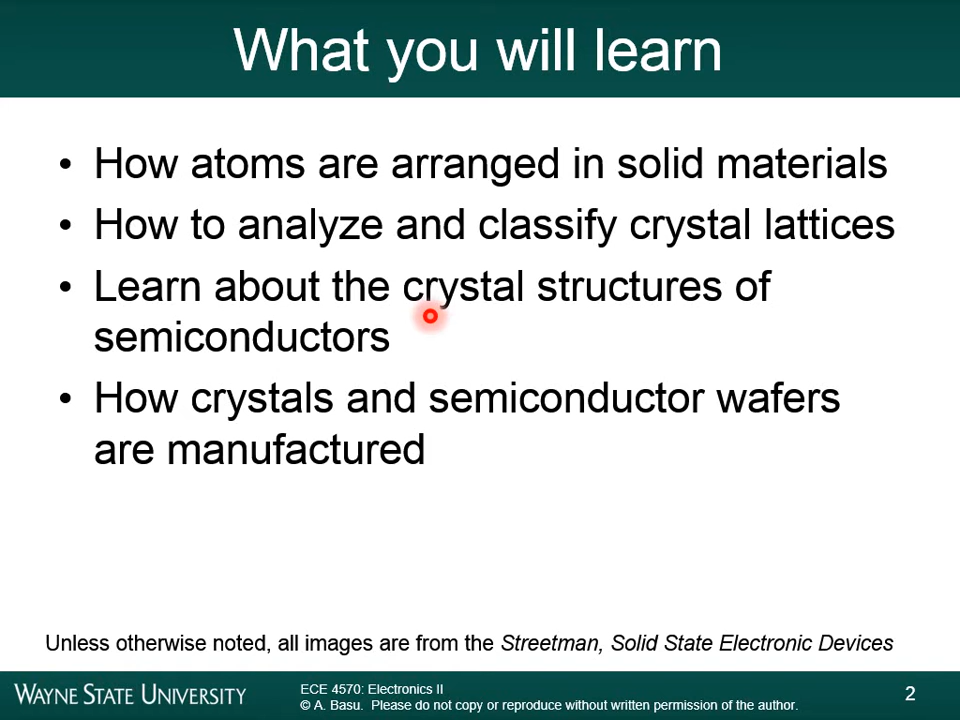 What you will learn
• How atoms are arranged in solid materials
• How to analyze and classify crystal lattices
• Learn about the crystal structures of
semiconductors
• How crystals and semiconductor wafers
are manufactured
Unless otherwise noted, all images are from the Streetman, Solid State Electronic Devices
WAYNE STATE UNIVERSITY
ECE 4570: Electronics II
© A. Basu. Please do not copy or reproduce without written permission of the author.
2